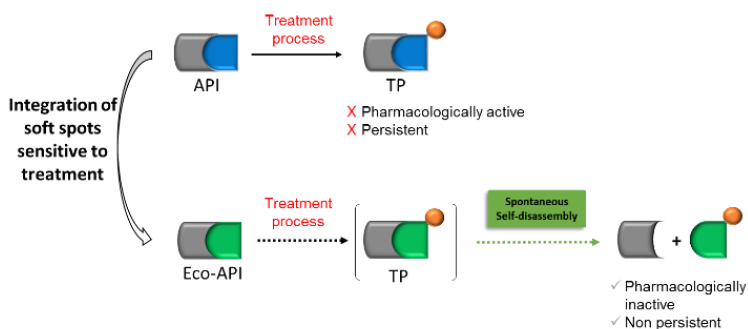 Treatment
process
API
TP
X Pharmacologically active
X Persistent
Integration of
soft spots
sensitive to
treatment
Treatment
process
Eco-API
TP
Spontaneous
Self-disassembly
+
✓ Pharmacologically
inactive
✓ Non persistent